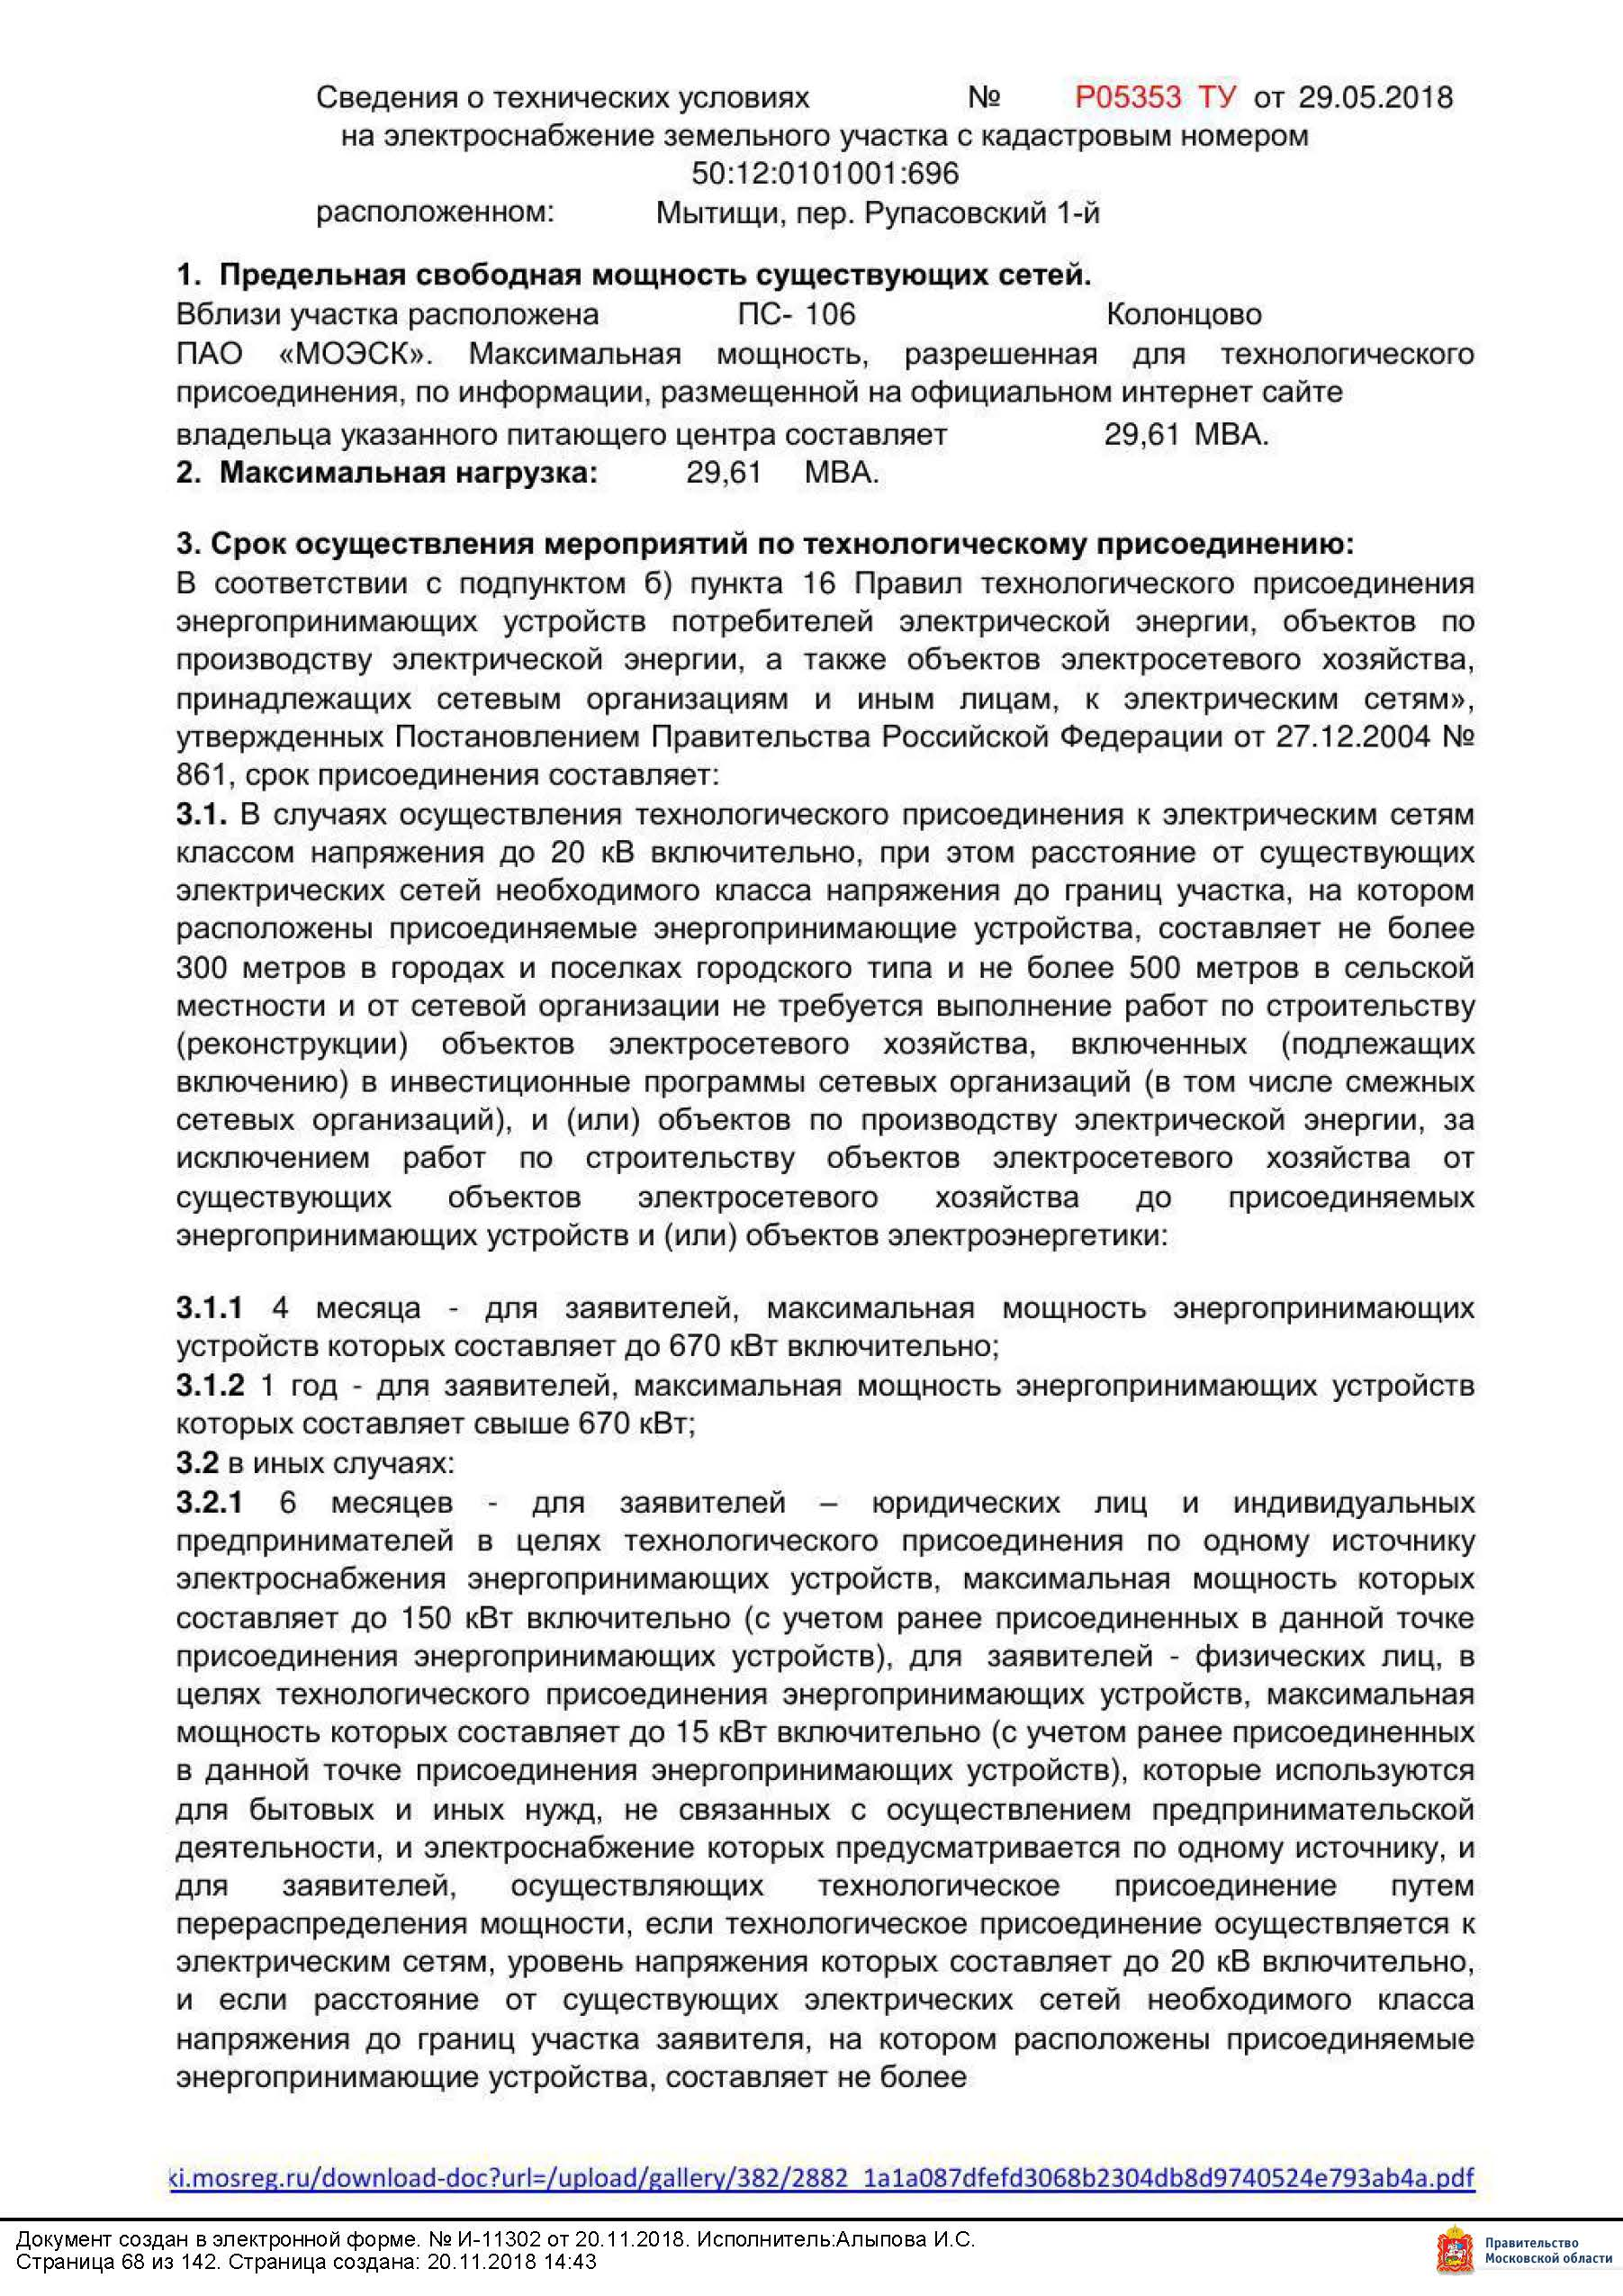 Сведения о технических условиях № Р05353 ТУ от 29.05.2018
на электроснабжение земельного участка с кадастровым номером
50:12:0101001:696
расположенном: Мытищи, пер. Рупасовский 1-й
1. Предельная свободная мощность существующих сетей.
Вблизи участка расположена ПС- 106 Колонцово
ПАО «МОЭСК». Максимальная мощность, разрешенная для технологического
присоединения, по информации, размещенной на официальном интернет сайте
владельца указанного питающего центра составляет 29,61 МВА.
2. Максимальная нагрузка: 29,61 МВА.
3. Срок осуществления мероприятий по технологическому присоединению:
В соответствии с подпунктом б) пункта 16 Правил технологического присоединения
энергопринимающих устройств потребителей электрической энергии, объектов по
производству электрической энергии, а также объектов электросетевого хозяйства,
принадлежащих сетевым организациям и иным лицам, к электрическим сетям»,
утвержденных Постановлением Правительства Российской Федерации от 27.12.2004 №
861, срок присоединения составляет:
3.1. В случаях осуществления технологического присоединения к электрическим сетям
классом напряжения до 20 кВ включительно, при этом расстояние от существующих
электрических сетей необходимого класса напряжения до границ участка, на котором
расположены присоединяемые энергопринимающие устройства, составляет не более
300 метров в городах и поселках городского типа и не более 500 метров в сельской
местности и от сетевой организации не требуется выполнение работ по строительству
(реконструкции) объектов электросетевого хозяйства, включенных (подлежащих
включению) в инвестиционные программы сетевых организаций (в том числе смежных
сетевых организаций), и (или) объектов по производству электрической энергии, за
исключением работ по строительству объектов электросетевого хозяйства от
существующих объектов электросетевого хозяйства до присоединяемых
энергопринимающих устройств и (или) объектов электроэнергетики:
3.1.1 4 месяца - для заявителей, максимальная мощность энергопринимающих
устройств которых составляет до 670 кВт включительно;
3.1.2 1 год - для заявителей, максимальная мощность энергопринимающих устройств
которых составляет свыше 670 кВт;
3.2 в иных случаях:
3.2.1 6 месяцев - для заявителей – юридических лиц и индивидуальных
предпринимателей в целях технологического присоединения по одному источнику
электроснабжения энергопринимающих устройств, максимальная мощность которых
составляет до 150 кВт включительно (с учетом ранее присоединенных в данной точке
присоединения энергопринимающих устройств), для заявителей - физических лиц, в
целях технологического присоединения энергопринимающих устройств, максимальная
мощность которых составляет до 15 кВт включительно (с учетом ранее присоединенных
в данной точке присоединения энергопринимающих устройств), которые используются
для бытовых и иных нужд, не связанных с осуществлением предпринимательской
деятельности, и электроснабжение которых предусматривается по одному источнику, и
для заявителей, осуществляющих технологическое присоединение путем
перераспределения мощности, если технологическое присоединение осуществляется к
электрическим сетям, уровень напряжения которых составляет до 20 кВ включительно,
и если расстояние от существующих электрических сетей необходимого класса
напряжения до границ участка заявителя, на котором расположены присоединяемые
энергопринимающие устройства, составляет не более
ki.mosreg.ru/download-doc?url=/upload/gallery/382/2882_1a1a087dfefd3068b2304db8d9740524e793ab4a.pdf
Документ создан в электронной форме. № И-11302 от 20.11.2018. Исполнитель:Алыпова И.С.
Страница 68 из 142. Страница создана: 20.11.2018 14:43
Правительство
Московской области